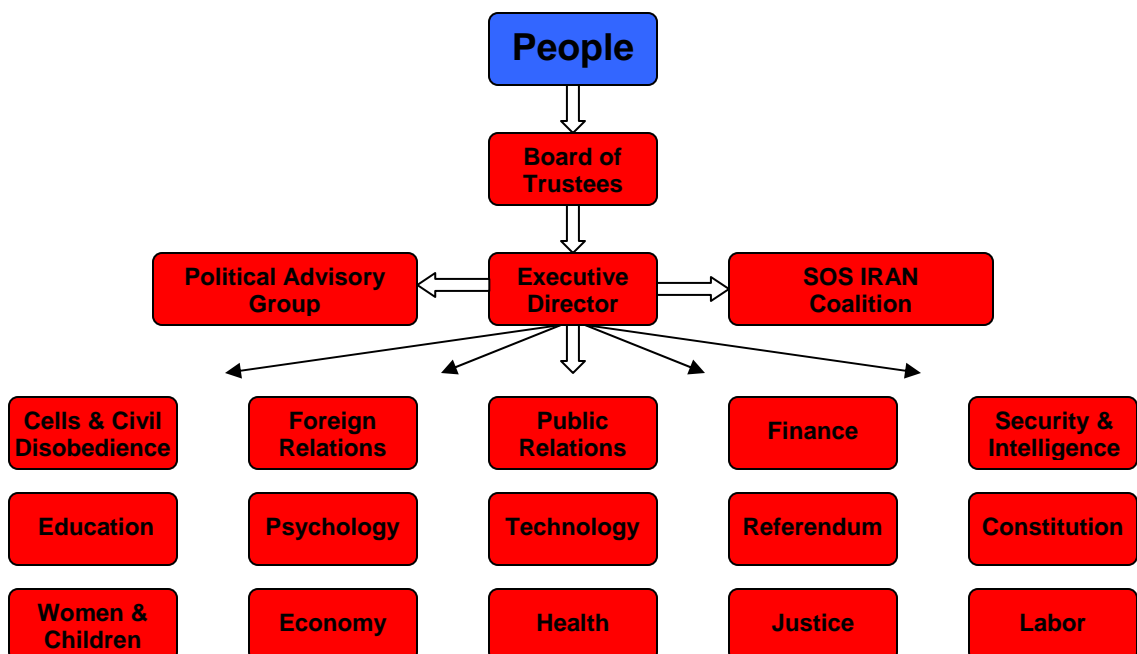 People
Board of
Trustees
Political Advisory
Group
Executive
Director
SOS IRAN
Coalition
Cells & Civil
Disobedience
Foreign
Relations
Public
Relations
Finance
Security &
Intelligence
Education
Psychology
Technology
Referendum
Constitution
Women &
Children
Economy
Health
Justice
Labor